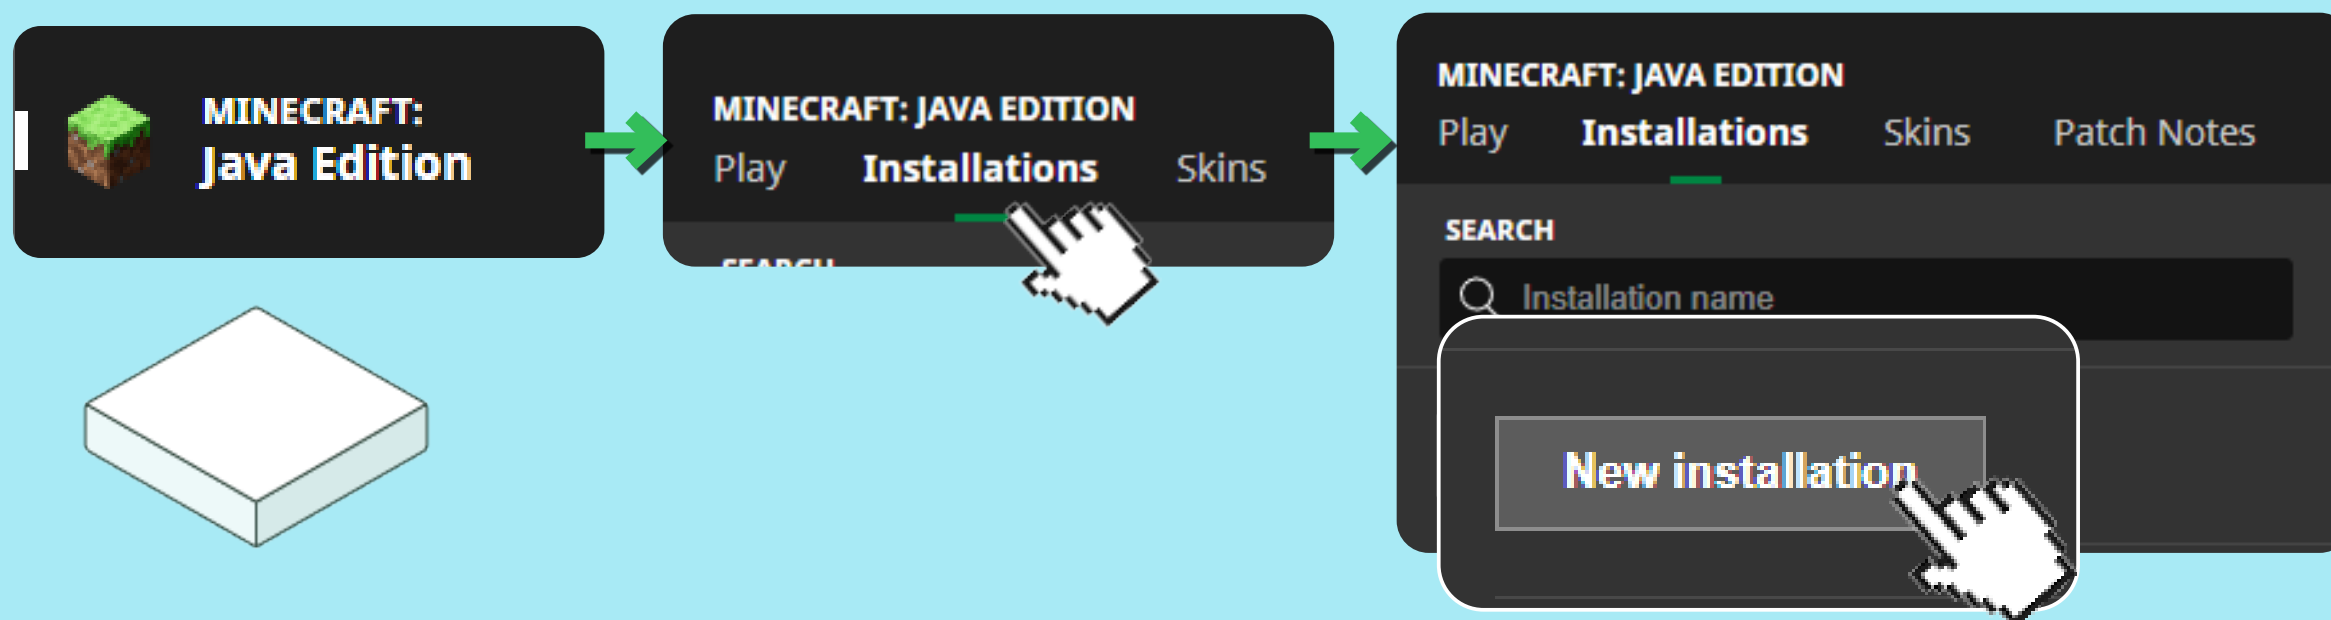 MINECRAFT:
Java Edition
MINECRAFT: JAVA EDITION
Play Installations Skins
SEARCH
MINECRAFT: JAVA EDITION
Play Installations Skins Patch Notes
SEARCH
Installation name
New installation